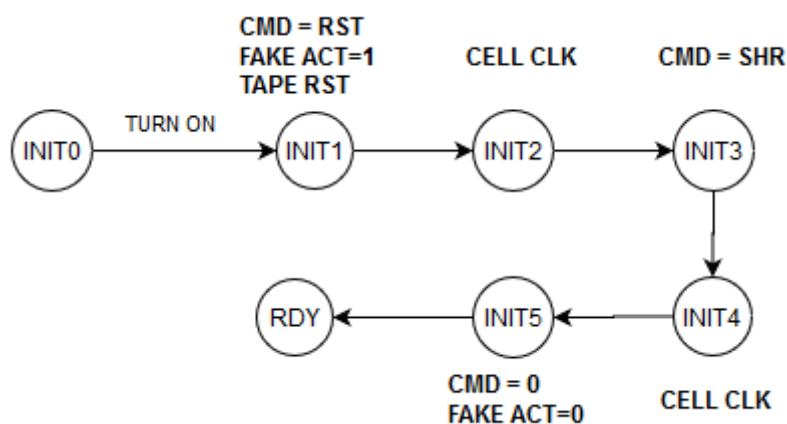 CMD = RST
FAKE ACT=1
TAPE RST
CELL CLK
CMD = SHR
TURN ON
INIT0
INIT1
INIT2
INIT3
RDY
INIT5
INIT4
CMD = 0
FAKE ACT=0
CELL CLK